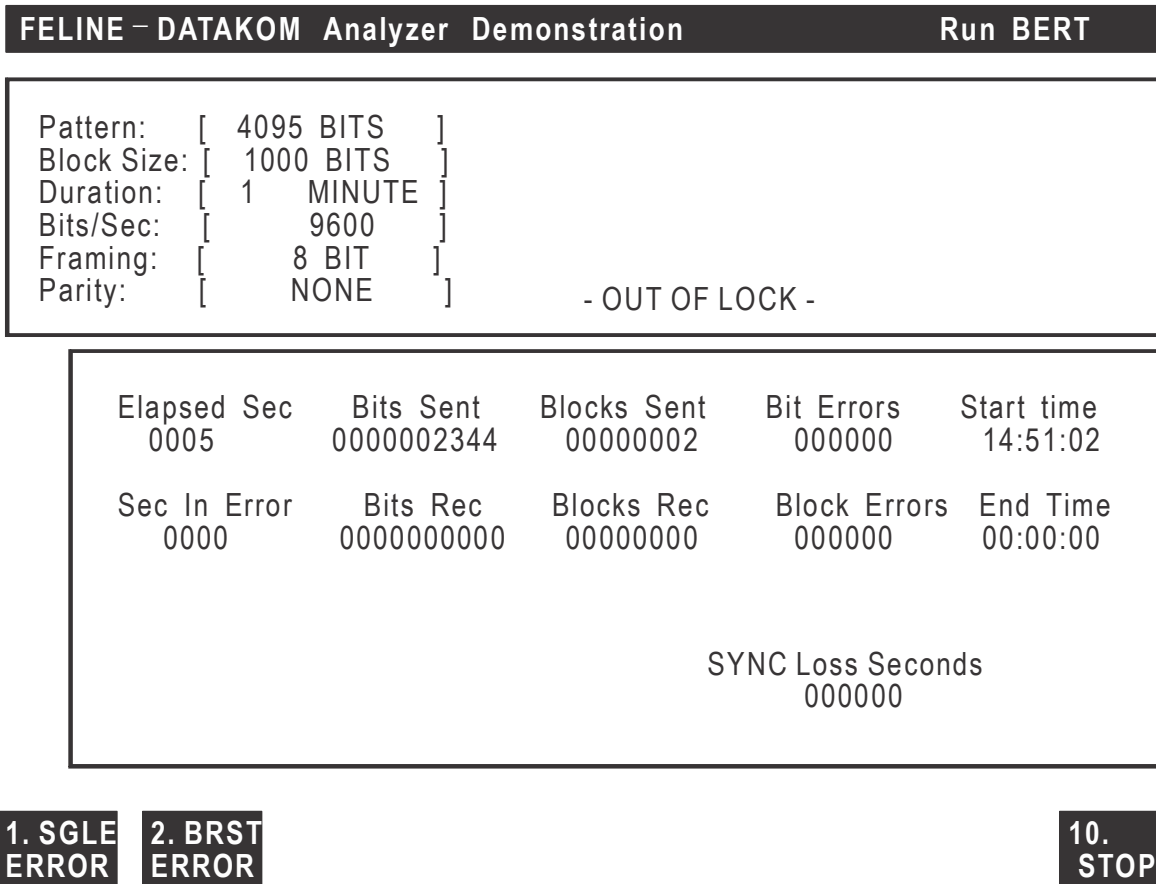 FELINE – DATAKOM Analyzer Demonstration Run BERT
Pattern: [ 4095 BITS ]
Block Size: [ 1000 BITS ]
Duration: [ 1 MINUTE ]
Bits/Sec: [ 9600 ]
Framing: [ 8 BIT ]
Parity: [ NONE ] - OUT OF LOCK -
Elapsed Sec Bits Sent Blocks Sent Bit Errors Start time
0005 0000002344 00000002 000000 14:51:02
Sec In Error Bits Rec Blocks Rec Block Errors End Time
0000 0000000000 00000000 000000 00:00:00
SYNC Loss Seconds
000000
1. SGLE 2. BRST 10.
ERROR ERROR STOP